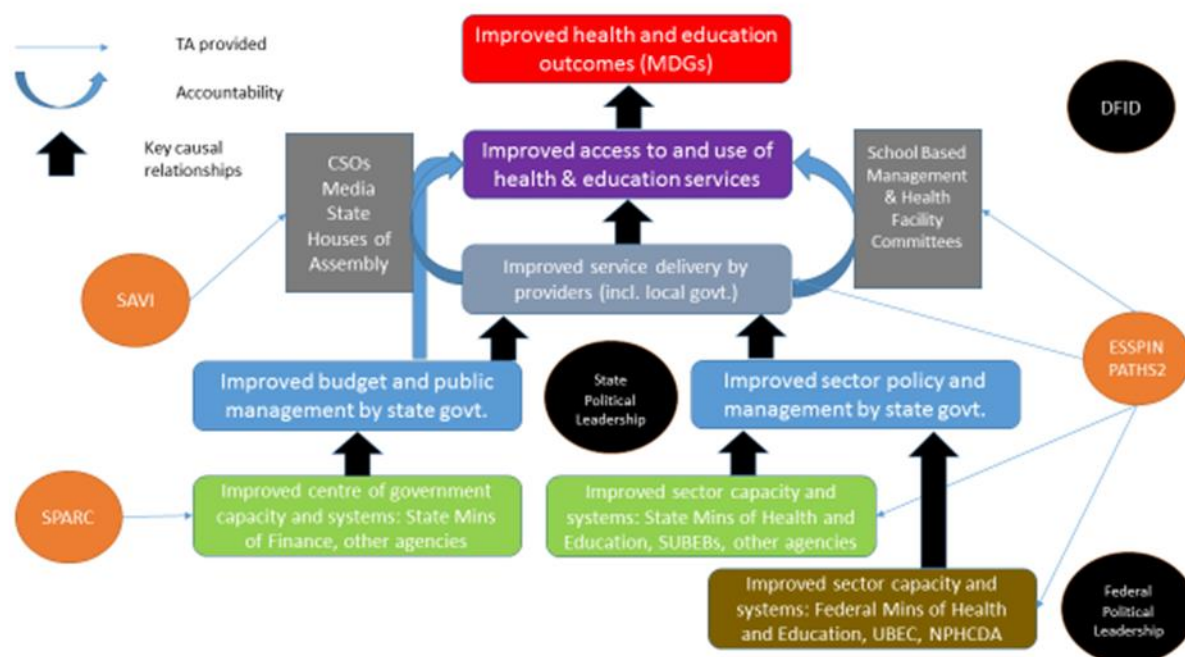 TA provided
Accountability
Key causal
relationships
Improved health and education
outcomes (MDGs)
DFID
CSOs
Media
State
Houses of
Assembly
Improved access to and use of
health & education services
School Based
Management
& Health
Facility
Committees
SAVI
Improved service delivery by
providers (incl. local govt.)
ESSPIN
PATHS2
Improved budget and public
management by state govt.
State
Political
Leadership
Improved sector policy and
management by state govt.
SPARC
Improved centre of government
capacity and systems: State Mins
of Finance, other agencies
Improved sector capacity and
systems: State Mins of Health and
Education, SUBEBs, other agencies
Improved sector capacity and
systems: Federal Mins of Health
and Education, UBEC, NPHCDA
Federal
Political
Leadership